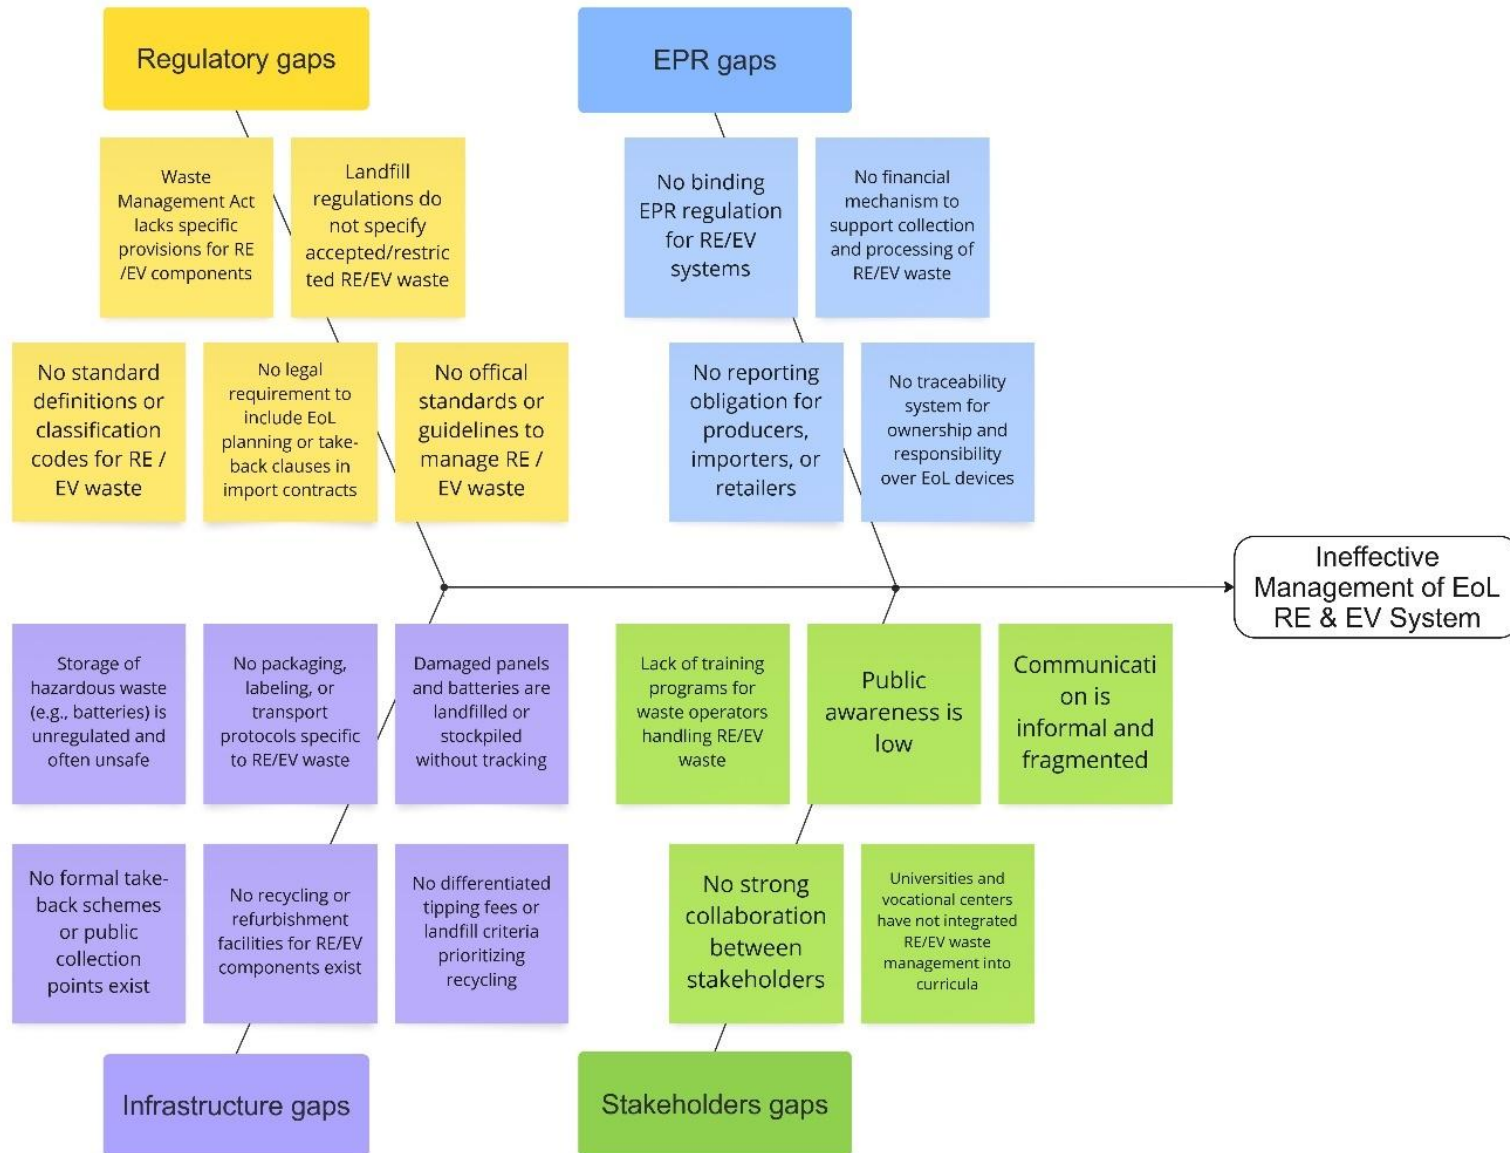 Regulatory gaps
Waste
Management Act
lacks specific
provisions for RE
/EV components
Landfill
regulations do
not specify
accepted/restric
ted RE/EV waste
No standard
definitions or
classification
codes for RE /
EV waste
No legal
requirement to
include EoL
planning or take-
back clauses in
import contracts
No offical
standards or
guidelines to
manage RE /
EV waste
EPR gaps
No binding
EPR regulation
for RE/EV
systems
No financial
mechanism to
support collection
and processing of
RE/EV waste
No reporting
obligation for
producers,
importers, or
retailers
No traceability
system for
ownership and
responsibility
over EoL devices
Ineffective
Management of EoL
RE & EV System
Storage of
hazardous waste
(e.g., batteries) is
unregulated and
often unsafe
No packaging,
labeling, or
transport
protocols specific
to RE/EV waste
Damaged panels
and batteries are
landfilled or
stockpiled
without tracking
No formal take-
back schemes
or public
collection
points exist
No recycling or
refurbishment
facilities for RE/EV
components exist
No differentiated
tipping fees or
landfill criteria
prioritizing
recycling
Infrastructure gaps
Lack of training
programs for
waste operators
handling RE/EV
waste
Public
awareness is
low
Communicati
on is
informal and
fragmented
No strong
collaboration
between
stakeholders
Universities and
vocational centers
have not integrated
RE/EV waste
management into
curricula
Stakeholders gaps